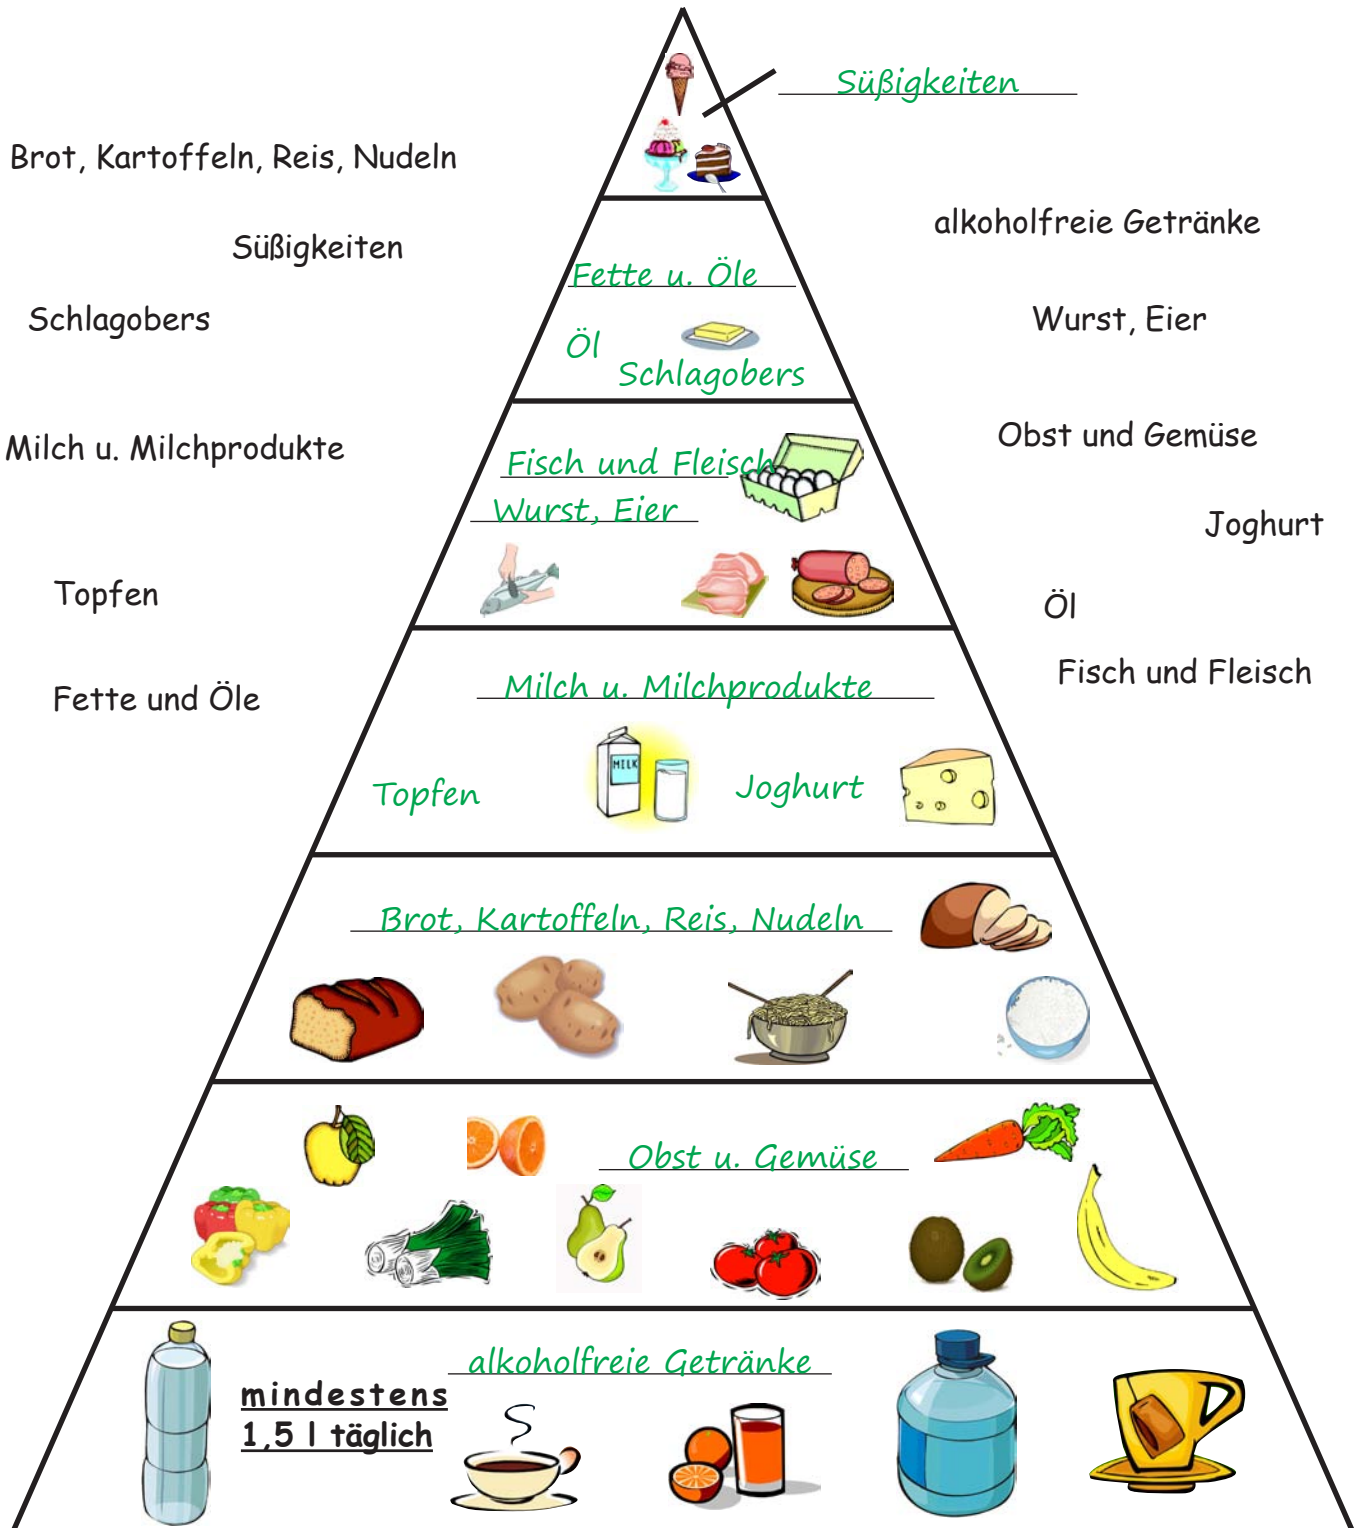 Süßigkeiten
Brot, Kartoffeln, Reis, Nudeln
alkoholfreie Getränke
Süßigkeiten
Fette u. Öle
Schlagobers
Wurst, Eier
Öl
Schlagobers
Milch u. Milchprodukte
Obst und Gemüse
Fisch und Fleisch
Wurst, Eier
Joghurt
Topfen
Öl
Fisch und Fleisch
Fette und Öle
Milch u. Milchprodukte
MILK
Topfen
Joghurt
Brot, Kartoffeln, Reis, Nudeln
Obst u. Gemüse
alkoholfreie Getränke
mindestens
1,5 l täglich